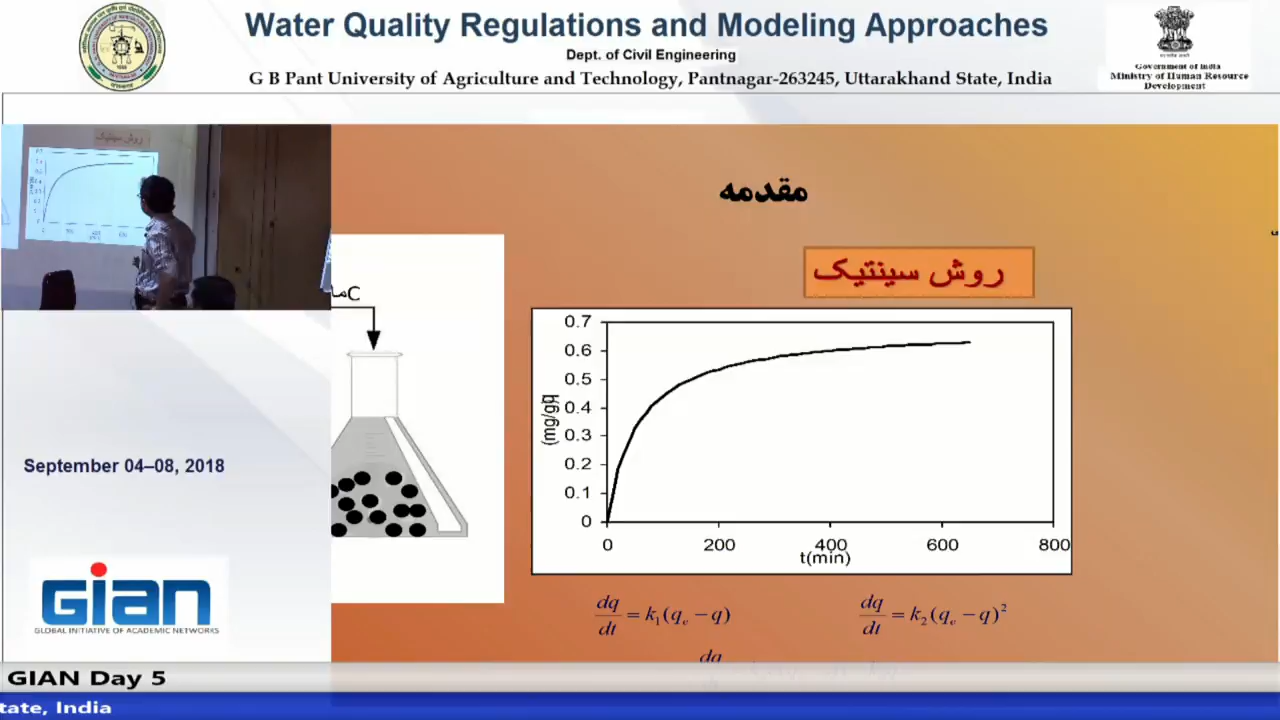 Water Quality Regulations and Modeling Approaches
Dept. of Civil Engineering
G B Pant University of Agriculture and Technology, Pantnagar-263245, Uttarakhand State, India
Government of India
Ministry of Human Resource
Development
مقدمه
روش سینتیک
روش سینتیک
C
0.7
0.6
0.5
0.4
0.3
0.2
0.1
0
(mg/g)q
0 200 400 600 800
t(min)
dq/dt = k₁(qₑ − q)
dq/dt = k₂(qₑ − q)²
dq
September 04–08, 2018
GIAN
GLOBAL INITIATIVE OF ACADEMIC NETWORKS
GIAN Day 5
tate, India